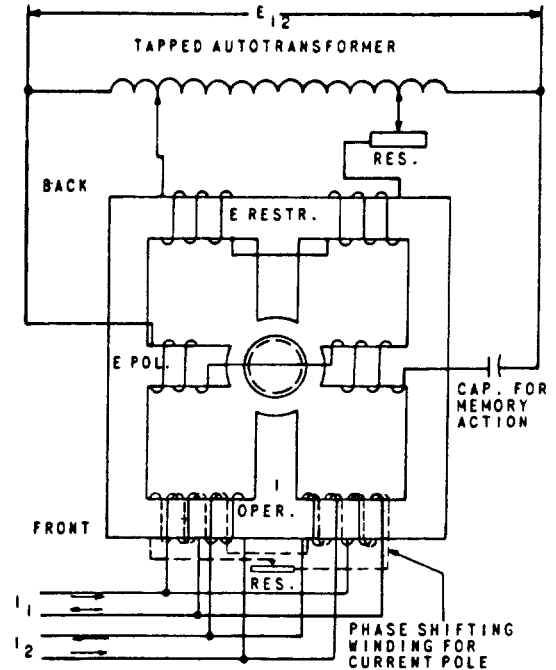 E12
TAPPED AUTOTRANSFORMER
RES.
BACK
E RESTR.
E POL.
CAP. FOR
MEMORY
ACTION
I
OPER.
FRONT
RES.
I1
I2
PHASE SHIFTING
WINDING FOR
CURRENT POLE